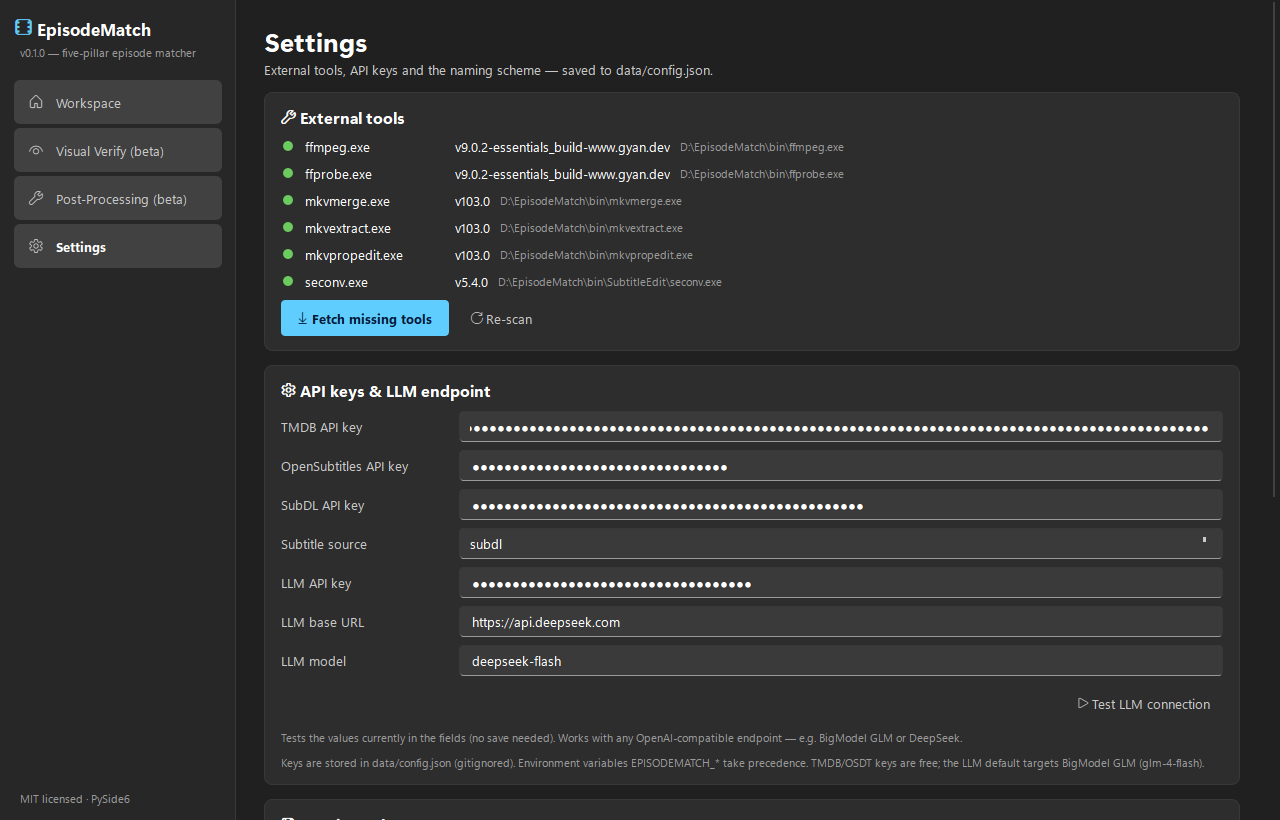 EpisodeMatch
v0.1.0 — five-pillar episode matcher
Workspace
Visual Verify (beta)
Post-Processing (beta)
Settings
MIT licensed · PySide6
Settings
External tools, API keys and the naming scheme — saved to data/config.json.
External tools
ffmpeg.exe v9.0.2-essentials_build-www.gyan.dev D:\EpisodeMatch\bin\ffmpeg.exe
ffprobe.exe v9.0.2-essentials_build-www.gyan.dev D:\EpisodeMatch\bin\ffprobe.exe
mkvmerge.exe v103.0 D:\EpisodeMatch\bin\mkvmerge.exe
mkvextract.exe v103.0 D:\EpisodeMatch\bin\mkvextract.exe
mkvpropedit.exe v103.0 D:\EpisodeMatch\bin\mkvpropedit.exe
seconv.exe v5.4.0 D:\EpisodeMatch\bin\SubtitleEdit\seconv.exe
Fetch missing tools Re-scan
API keys & LLM endpoint
TMDB API key
OpenSubtitles API key
SubDL API key
Subtitle source subdl
LLM API key
LLM base URL https://api.deepseek.com
LLM model deepseek-flash
Test LLM connection
Tests the values currently in the fields (no save needed). Works with any OpenAI-compatible endpoint — e.g. BigModel GLM or DeepSeek.
Keys are stored in data/config.json (gitignored). Environment variables EPISODEMATCH_* take precedence. TMDB/OSDT keys are free; the LLM default targets BigModel GLM (glm-4-flash).